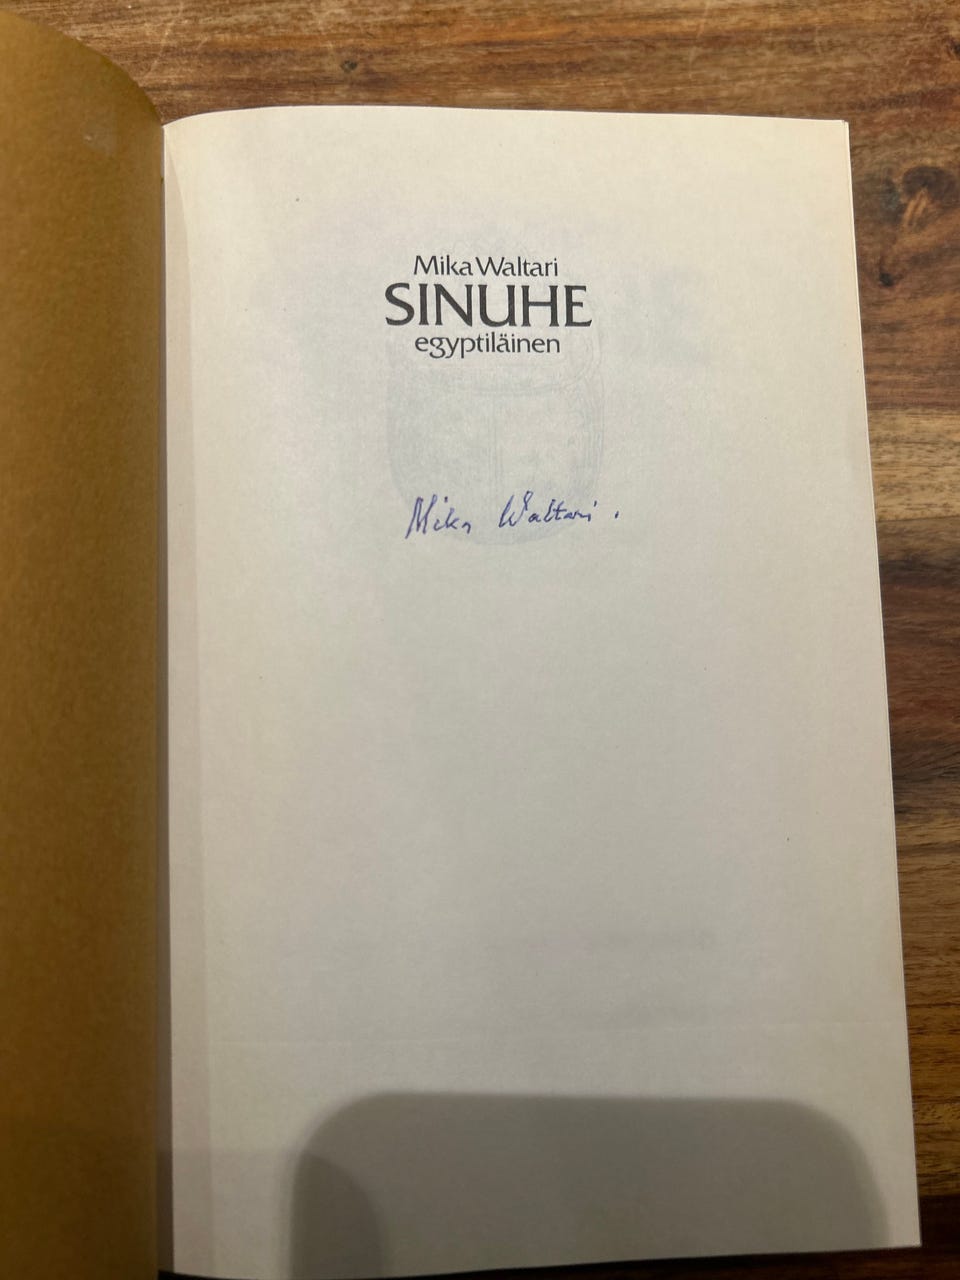 Mika Waltari
SINUHE
egyptiläinen
Mika Waltari.